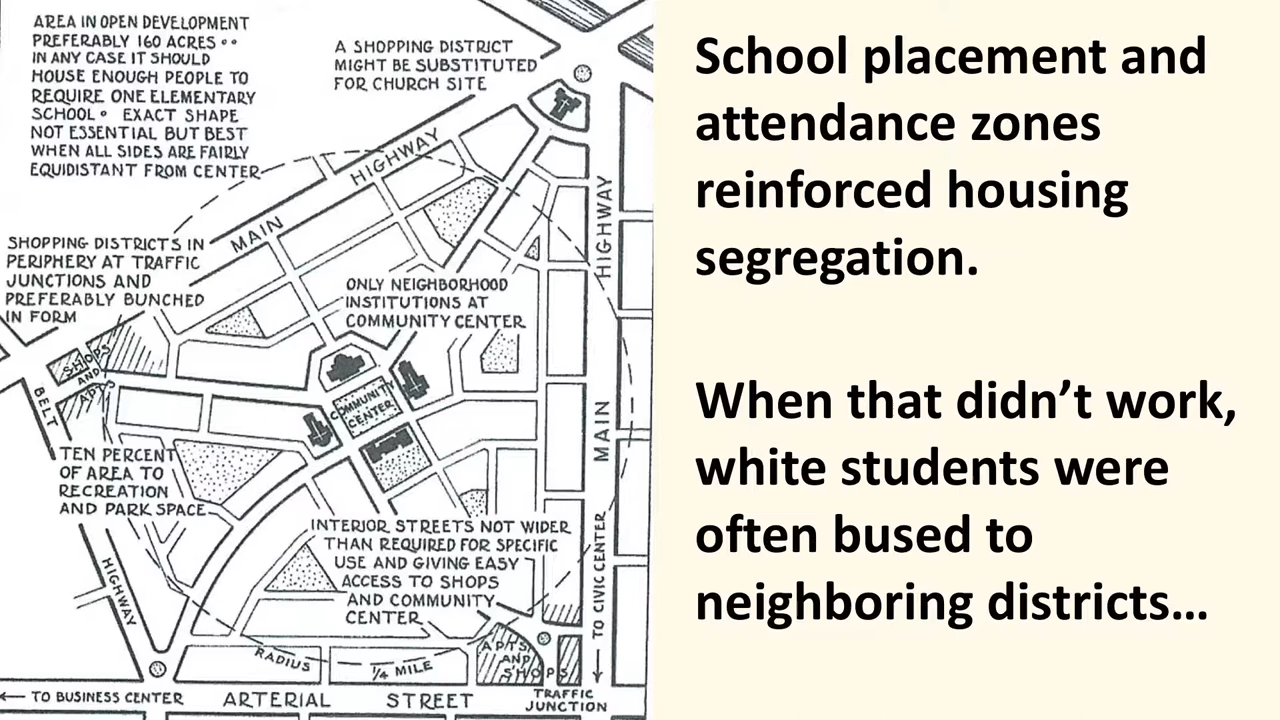 AREA IN OPEN DEVELOPMENT
PREFERABLY 160 ACRES • •
IN ANY CASE IT SHOULD
HOUSE ENOUGH PEOPLE TO
REQUIRE ONE ELEMENTARY
SCHOOL • EXACT SHAPE
NOT ESSENTIAL BUT BEST
WHEN ALL SIDES ARE FAIRLY
EQUIDISTANT FROM CENTER
A SHOPPING DISTRICT
MIGHT BE SUBSTITUTED
FOR CHURCH SITE
MAIN HIGHWAY
HIGHWAY
SHOPPING DISTRICTS IN
PERIPHERY AT TRAFFIC
JUNCTIONS AND
PREFERABLY BUNCHED
IN FORM
ONLY NEIGHBORHOOD
INSTITUTIONS AT
COMMUNITY CENTER
SHOPS
AND
APTS
BELT
COMMUNITY
CENTER
MAIN
TEN PERCENT
OF AREA TO
RECREATION
AND PARK SPACE
INTERIOR STREETS NOT WIDER
THAN REQUIRED FOR SPECIFIC
USE AND GIVING EASY
ACCESS TO SHOPS
AND COMMUNITY
CENTER
HIGHWAY
TO CIVIC CENTER
RADIUS 1/4 MILE
APTS
AND
SHOPS
← TO BUSINESS CENTER
ARTERIAL STREET
TRAFFIC
JUNCTION
School placement and
attendance zones
reinforced housing
segregation.
When that didn’t work,
white students were
often bused to
neighboring districts…